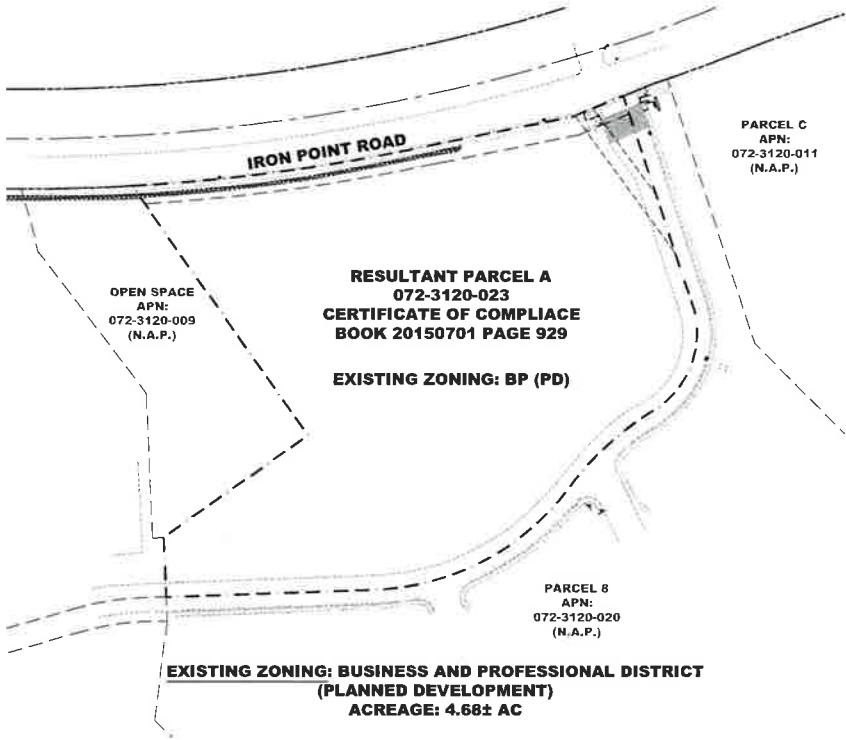 IRON POINT ROAD
PARCEL C
APN:
072-3120-011
(N.A.P.)
OPEN SPACE
APN:
072-3120-009
(N.A.P.)
RESULTANT PARCEL A
072-3120-023
CERTIFICATE OF COMPLIACE
BOOK 20150701 PAGE 929
EXISTING ZONING: BP (PD)
PARCEL 8
APN:
072-3120-020
(N.A.P.)
EXISTING ZONING: BUSINESS AND PROFESSIONAL DISTRICT
(PLANNED DEVELOPMENT)
ACREAGE: 4.68± AC